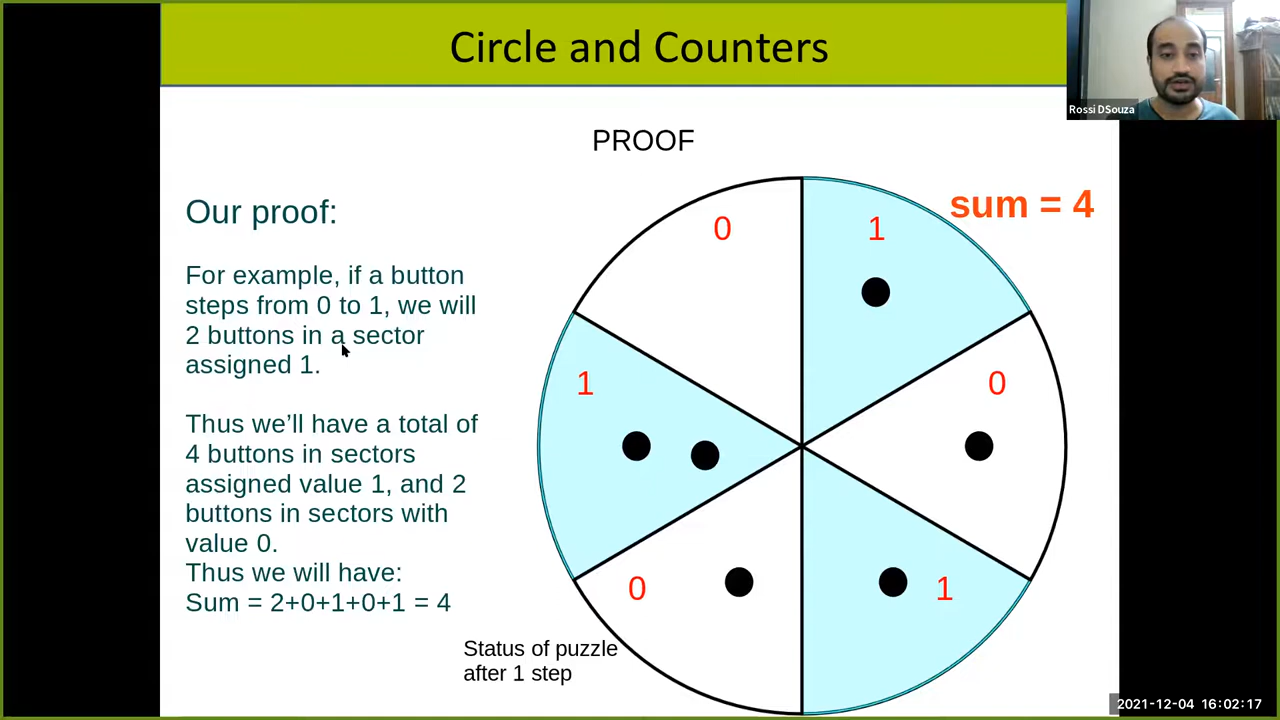 Circle and Counters
Rossi DSouza
PROOF
Our proof:
For example, if a button
steps from 0 to 1, we will
2 buttons in a sector
assigned 1.
Thus we’ll have a total of
4 buttons in sectors
assigned value 1, and 2
buttons in sectors with
value 0.
Thus we will have:
Sum = 2+0+1+0+1 = 4
sum = 4
0
1
1
0
0
1
Status of puzzle
after 1 step
2021-12-04 16:02:17